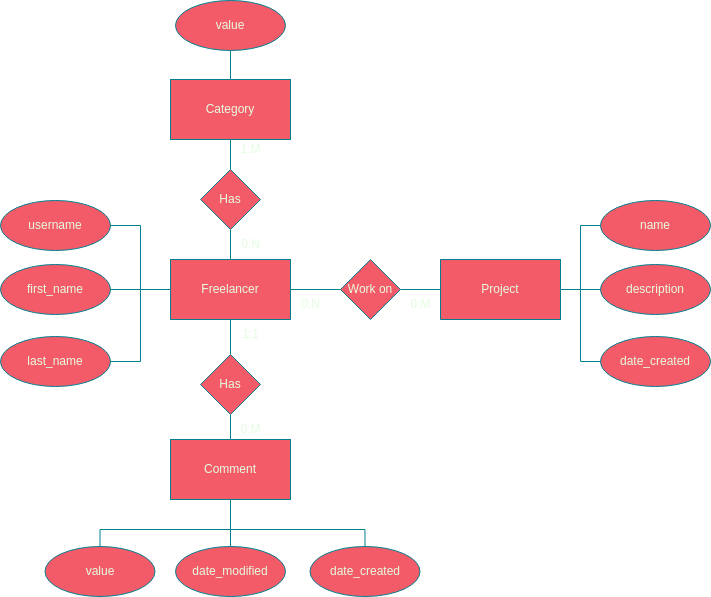 value
Category
1:M
Has
0:N
username
first_name
last_name
Freelancer
0:N
Work on
0:M
Project
name
description
date_created
1:1
Has
0:M
Comment
value
date_modified
date_created